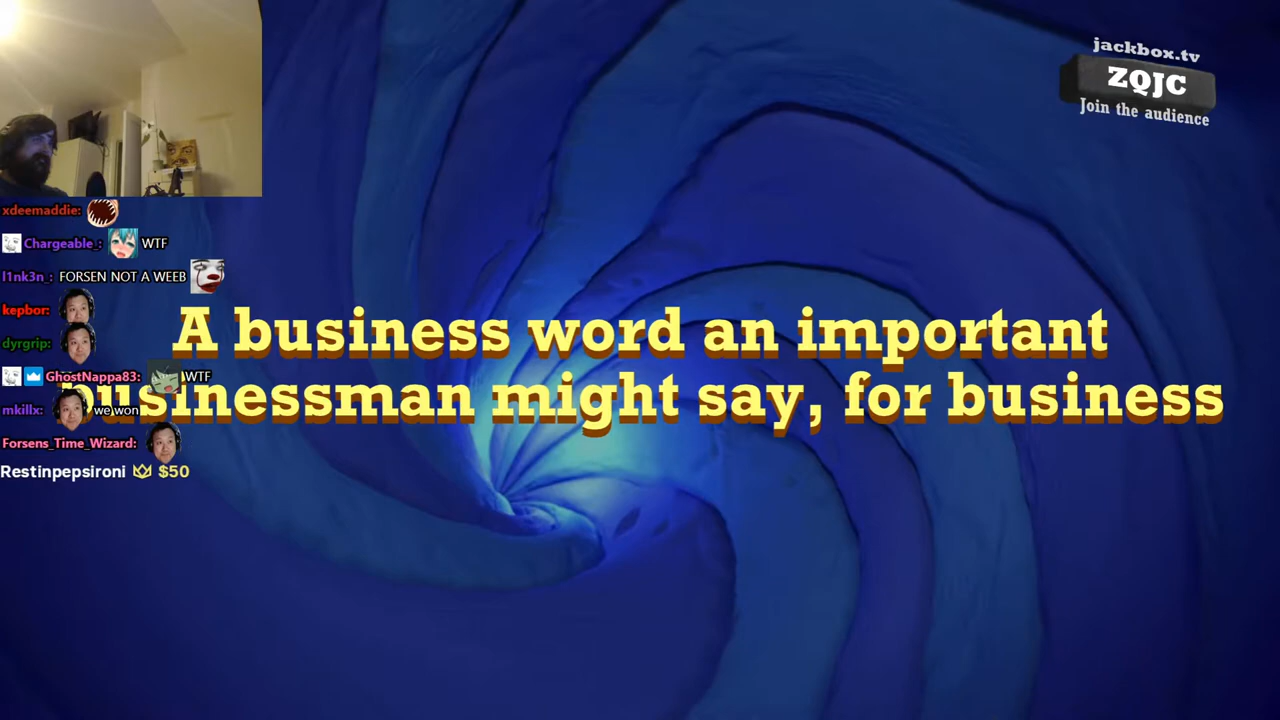 jackbox.tv
ZQJC
Join the audience
xdeemaddie:
Chargeable_: WTF
l1nk3n_: FORSEN NOT A WEEB
kepbor:
dyrgrip:
GhostNappa83: WTF
mkillx: we won
Forsens_Time_Wizard:
Restinpepsironi $50
A business word an important
businessman might say, for business